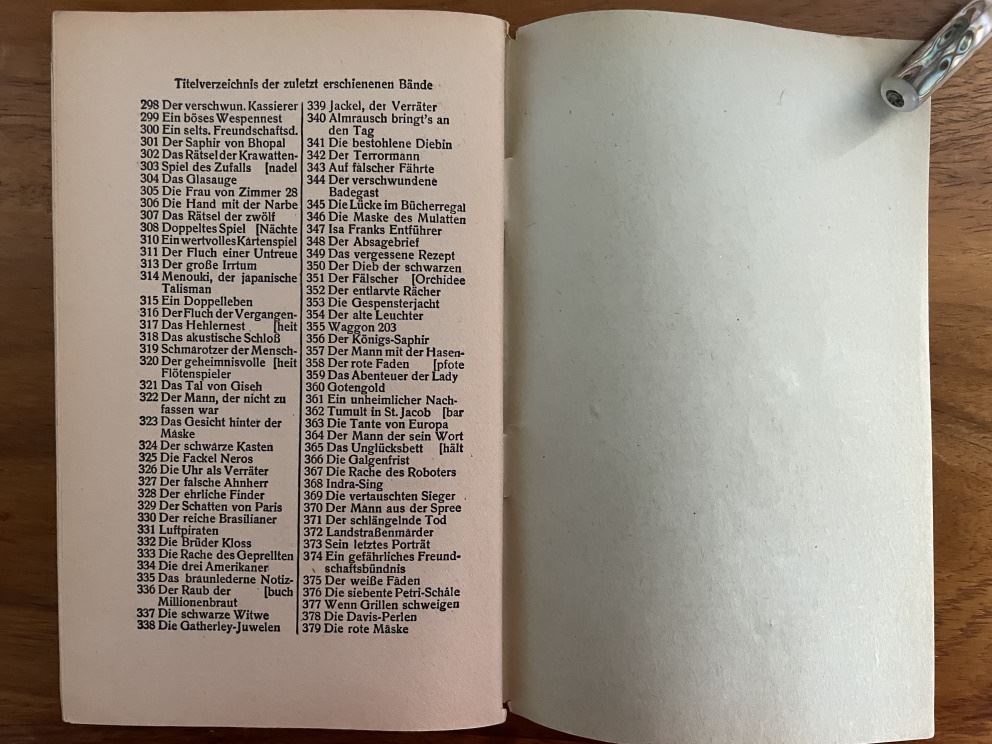 Titelverzeichnis der zuletzt erschienenen Bände
298 Der verschwun. Kassierer
299 Ein böses Wespennest
300 Ein selts. Freundschaftsd.
301 Der Saphir von Bhopal
302 Das Rätsel der Krawatten-
303 Spiel des Zufalls [nadel
304 Das Glasauge
305 Die Frau von Zimmer 28
306 Die Hand mit der Narbe
307 Das Rätsel der zwölf
308 Doppeltes Spiel [Nächte
310 Ein wertvolles Kartenspiel
311 Der Fluch einer Untreue
313 Der große Irrtum
314 Menouki, der japanische
Talisman
315 Ein Doppelleben
316 Der Fluch der Vergangen-
317 Das Hehlernest [heit
318 Das akustische Schloß
319 Schmarotzer der Mensch-
320 Der geheimnisvolle [heit
Flötenspieler
321 Das Tal von Giseh
322 Der Mann, der nicht zu
fassen war
323 Das Gesicht hinter der
Maske
324 Der schwarze Kasten
325 Die Fackel Neros
326 Die Uhr als Verräter
327 Der falsche Ahnherr
328 Der ehrliche Finder
329 Der Schatten von Paris
330 Der reiche Brasilianer
331 Luftpiraten
332 Die Brüder Kloss
333 Die Rache des Geprellten
334 Die drei Amerikaner
335 Das braunlederne Notiz-
336 Der Raub der [buch
Millionenbraut
337 Die schwarze Witwe
338 Die Gatherley-Juwelen
339 Jackel, der Verräter
340 Almrausch bringt's an
den Tag
341 Die bestohlene Diebin
342 Der Terrormann
343 Auf falscher Fährte
344 Der verschwundene
Badegast
345 Die Lücke im Bücherregal
346 Die Maske des Mulatten
347 Isa Franks Entführer
348 Der Absagebrief
349 Das vergessene Rezept
350 Der Dieb der schwarzen
351 Der Fälscher [Orchidee
352 Der entlarvte Rächer
353 Die Gespensterjacht
354 Der alte Leuchter
355 Waggon 203
356 Der Königs-Saphir
357 Der Mann mit der Hasen-
358 Der rote Faden [pfote
359 Das Abenteuer der Lady
360 Gotengold
361 Ein unheimlicher Nach-
362 Tumult in St. Jacob [bar
363 Die Tante von Europa
364 Der Mann der sein Wort
365 Das Unglücksbett [hält
366 Die Galgenfrist
367 Die Rache des Roboters
368 Indra-Sing
369 Die vertauschten Sieger
370 Der Mann aus der Spree
371 Der schlängelnde Tod
372 Landstraßenmärder
373 Sein letztes Porträt
374 Ein gefährliches Freund-
schaftsbündnis
375 Der weiße Faden
376 Die siebente Petri-Schale
377 Wenn Grillen schweigen
378 Die Davis-Perlen
379 Die rote Maske